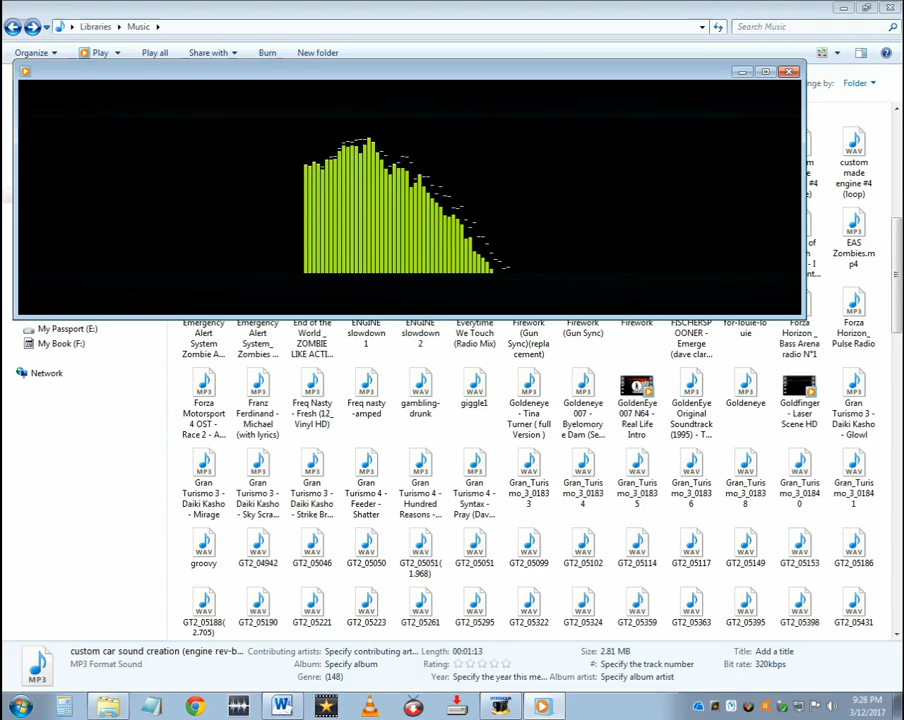 Libraries ▸ Music ▸
Search Music
Organize Play Play all Share with Burn New folder
Folder
custom made engine #4 (loop)
EAS Zombies.mp4
My Passport (E:)
My Book (F:)
Network
Emergency Alert System Zombie A...
Emergency Alert System_ Zombies ...
End of the World_ ZOMBIE LIKE ACTI...
ENGINE slowdown 1
ENGINE slowdown 2
Everytime We Touch (Radio Mix)
Firework (Gun Sync)(replacement)
Firework (Gun Sync)
Firework
FISCHERSPOONER - Emerge (dave clar...
Forza Horizon_ Bass Arena radio N°1
Forza Horizon_ Pulse Radio
Forza Motorsport 4 OST - Race 2 - A...
Franz Ferdinand - Michael (with lyrics)
Freq Nasty - Fresh (12_ Vinyl HD)
Freq nasty -amped
gambling-drunk
giggle1
Goldeneye - Tina Turner ( full Version )
Goldeneye 007 - Byelomorye Dam (Se...
GoldenEye 007 N64 - Real Life Intro
GoldenEye Original Soundtrack (1995) - T...
Goldeneye
Goldfinger - Laser Scene HD
Gran Turismo 3 - Daiki Kasho - Glowl
Gran Turismo 3 - Daiki Kasho - Mirage
Gran Turismo 3 - Daiki Kasho - Sky Scra...
Gran Turismo 3 - Daiki Kasho - Strike Br...
Gran Turismo 4 - Feeder - Shatter
Gran Turismo 4 - Hundred Reasons -...
Gran Turismo 4 - Syntax - Pray (Dav...
Gran_Turismo_3_01833
Gran_Turismo_3_01834
Gran_Turismo_3_01835
Gran_Turismo_3_01836
Gran_Turismo_3_01838
Gran_Turismo_3_01840
Gran_Turismo_3_01841
groovy
GT2_04942
GT2_05046
GT2_05050
GT2_05051(1.968)
GT2_05051
GT2_05099
GT2_05102
GT2_05114
GT2_05117
GT2_05149
GT2_05153
GT2_05186
GT2_05188(2.705)
GT2_05190
GT2_05221
GT2_05223
GT2_05261
GT2_05322
GT2_05324
GT2_05359
GT2_05363
GT2_05395
GT2_05398
GT2_05431
custom car sound creation (engine rev-b... Contributing artists: Specify contributing art... Length: 00:01:13 Size: 2.81 MB Title: Add a title
MP3 Format Sound Album: Specify album Rating: #: Specify the track number Bit rate: 320kbps
Genre: (148) Year: Specify the year this me... Album artist: Specify album artist
9:28 PM
3/12/2017